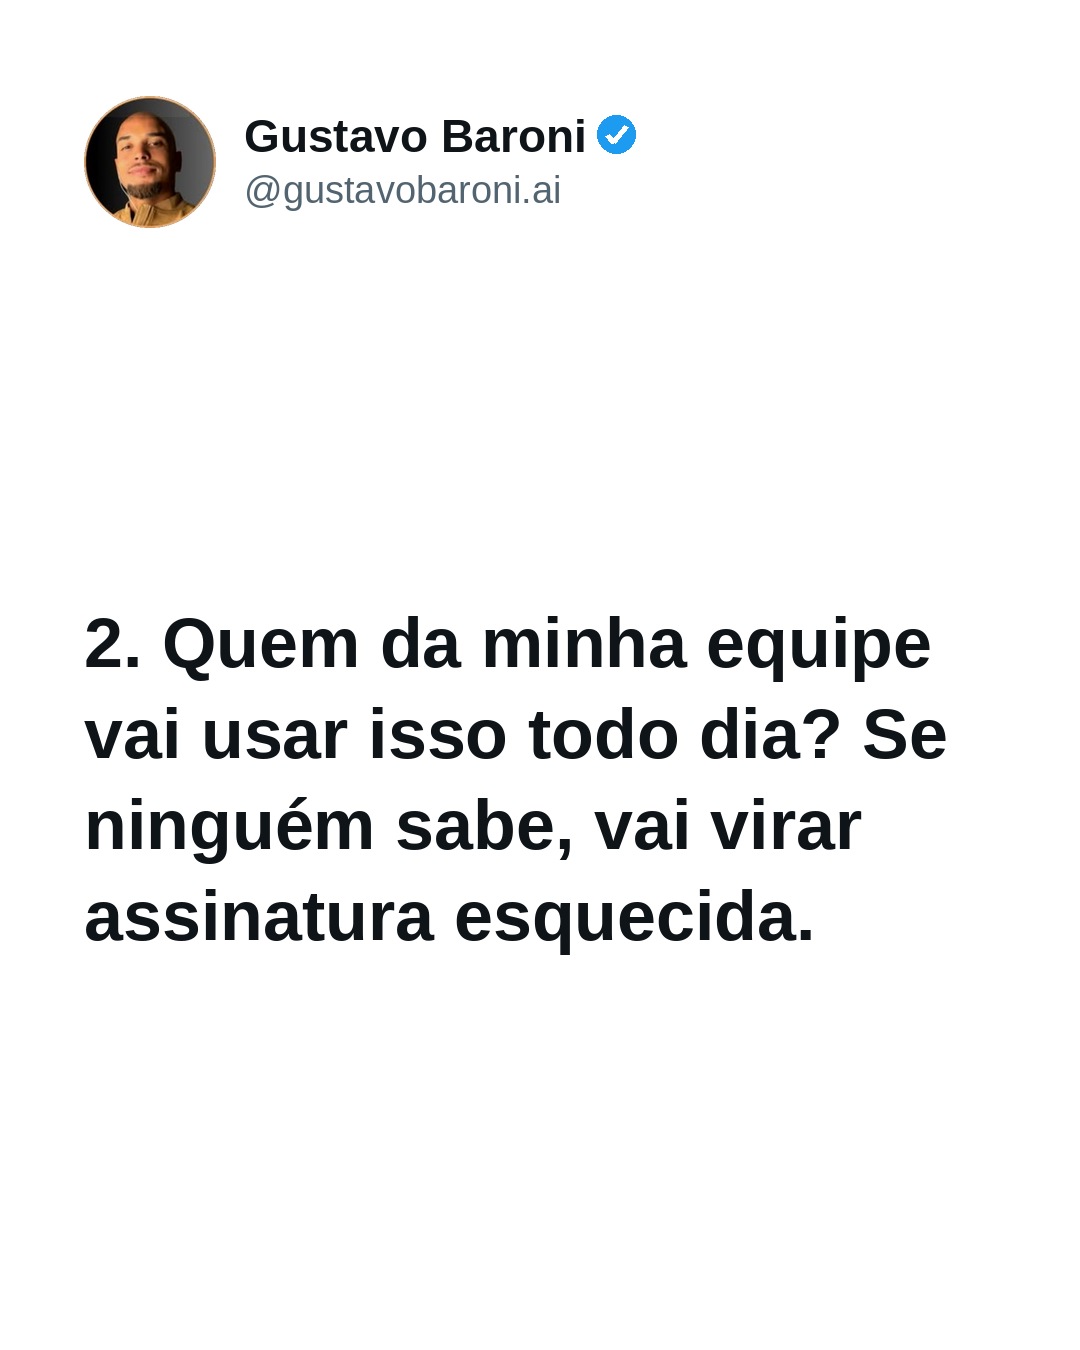 Gustavo Baroni
@gustavobaroni.ai
2. Quem da minha equipe
vai usar isso todo dia? Se
ninguém sabe, vai virar
assinatura esquecida.